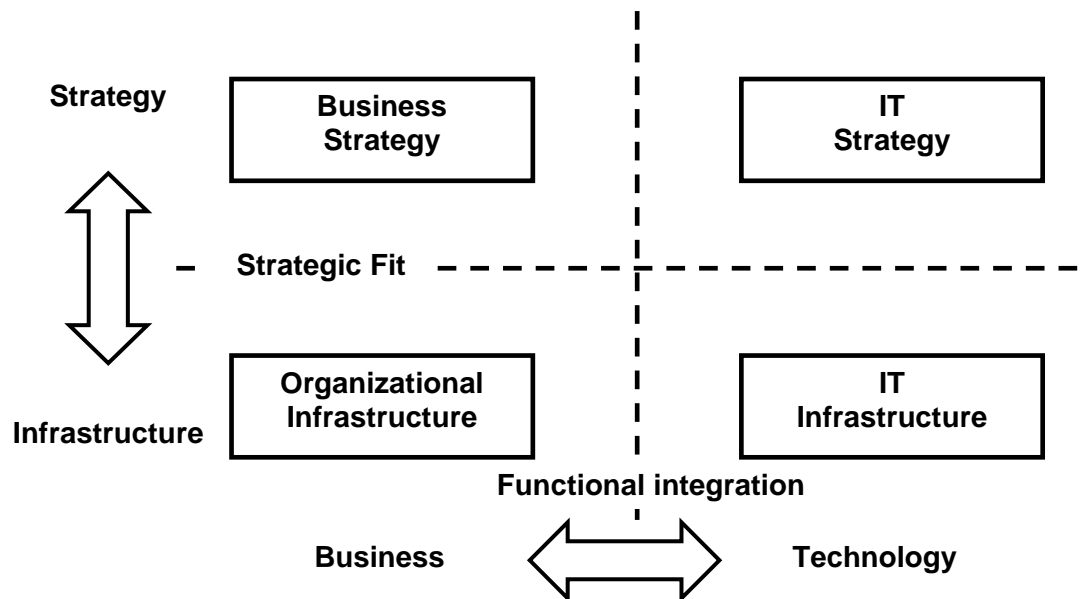 Strategy
Business
Strategy
IT
Strategy
Strategic Fit
Infrastructure
Organizational
Infrastructure
IT
Infrastructure
Functional integration
Business
Technology